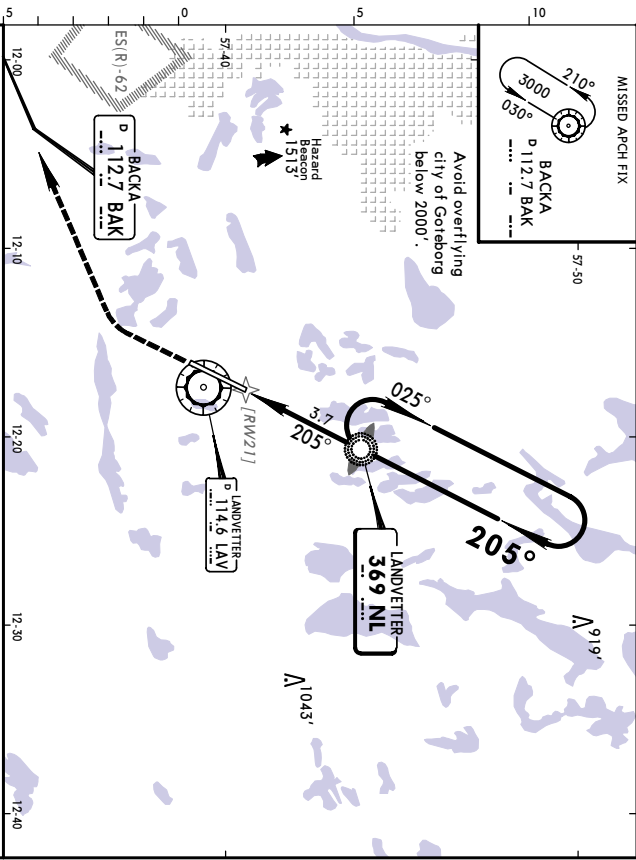 5
0
5
10
MISSED APCH FIX
210°
3000
030°
BACKA
D 112.7 BAK
57-50
57-40
12-00
12-10
12-20
12-30
12-40
ES(R)-62
BACKA
D 112.7 BAK
Hazard
Beacon
1513'
Avoid overflying
city of Goteborg
below 2000'.
025°
3.7
205°
[RW21]
205°
LANDVETTER
D 114.6 LAV
LANDVETTER
369 NL
919'
1043'